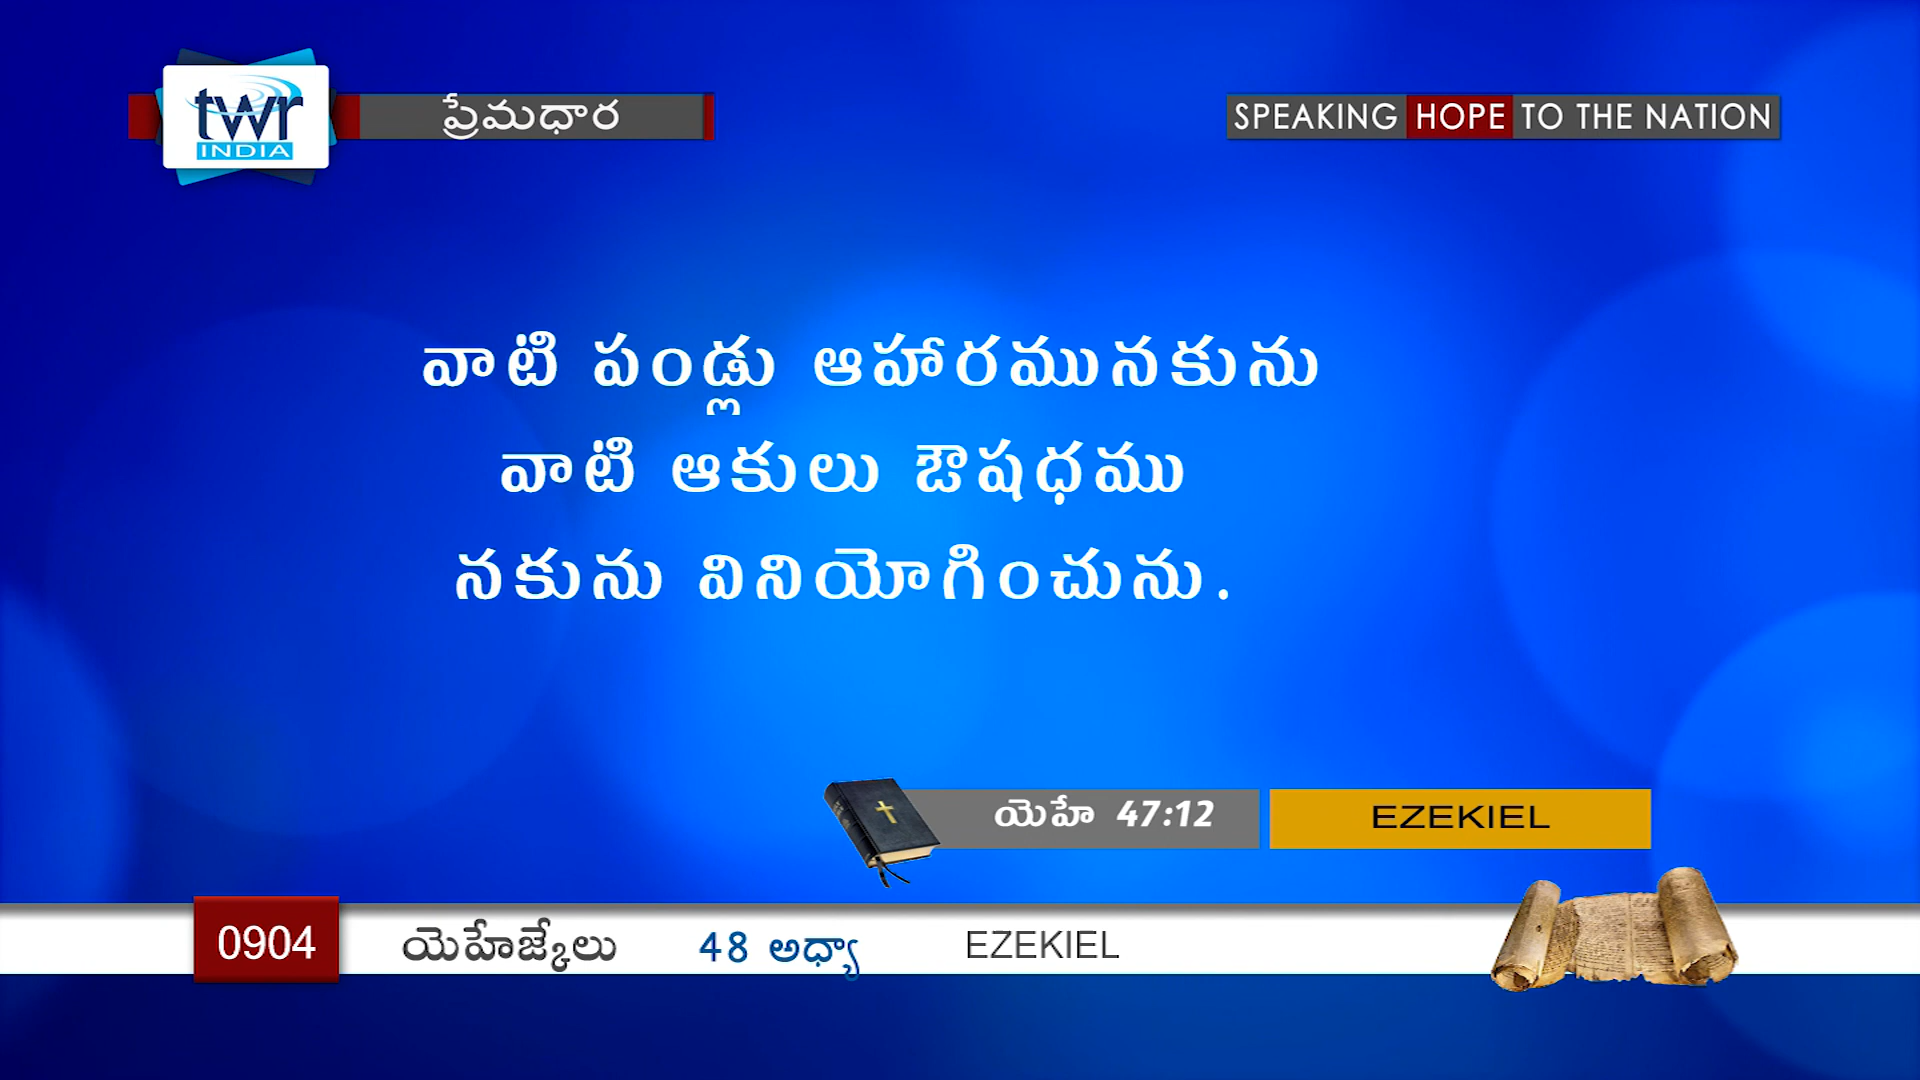 twr
INDIA
ప్రేమధార
SPEAKING HOPE TO THE NATION
వాటి పండ్లు ఆహారమునకును
వాటి ఆకులు ఔషధము
నకును వినియోగించును.
యెహే 47:12
EZEKIEL
0904
యెహేజ్కేలు
48 అధ్యా
EZEKIEL